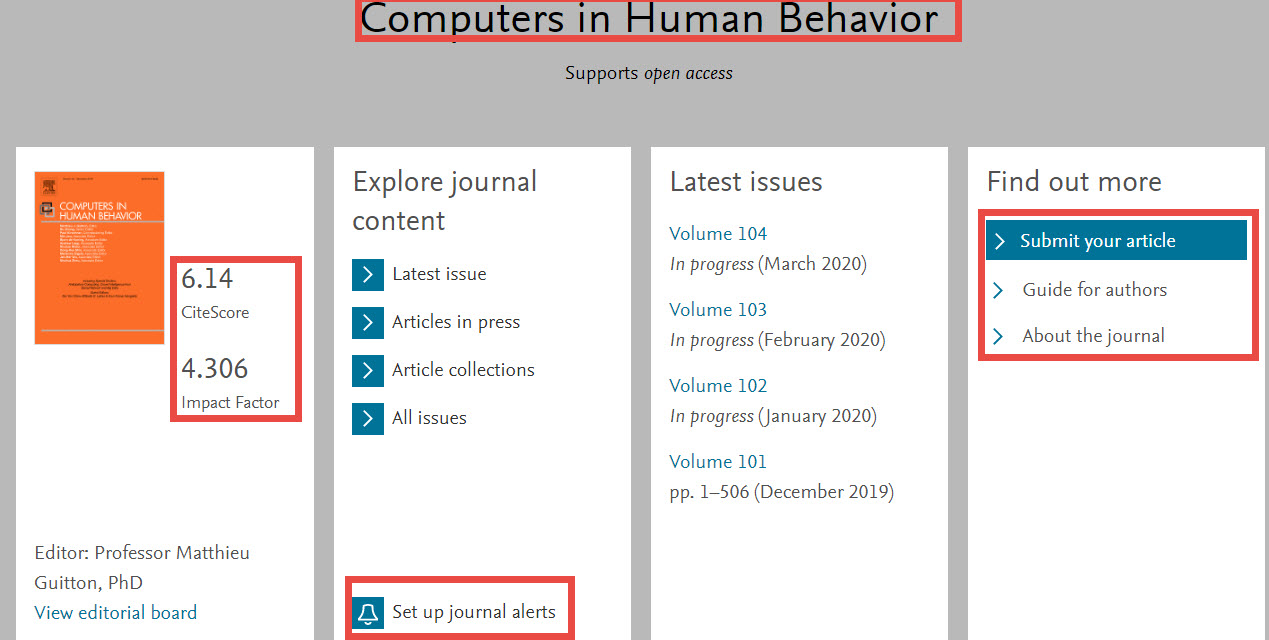 Computers in Human Behavior
Supports open access
COMPUTERS IN
HUMAN BEHAVIOR
6.14
CiteScore
4.306
Impact Factor
Editor: Professor Matthieu
Guitton, PhD
View editorial board
Explore journal
content
Latest issue
Articles in press
Article collections
All issues
Set up journal alerts
Latest issues
Volume 104
In progress (March 2020)
Volume 103
In progress (February 2020)
Volume 102
In progress (January 2020)
Volume 101
pp. 1–506 (December 2019)
Find out more
Submit your article
Guide for authors
About the journal